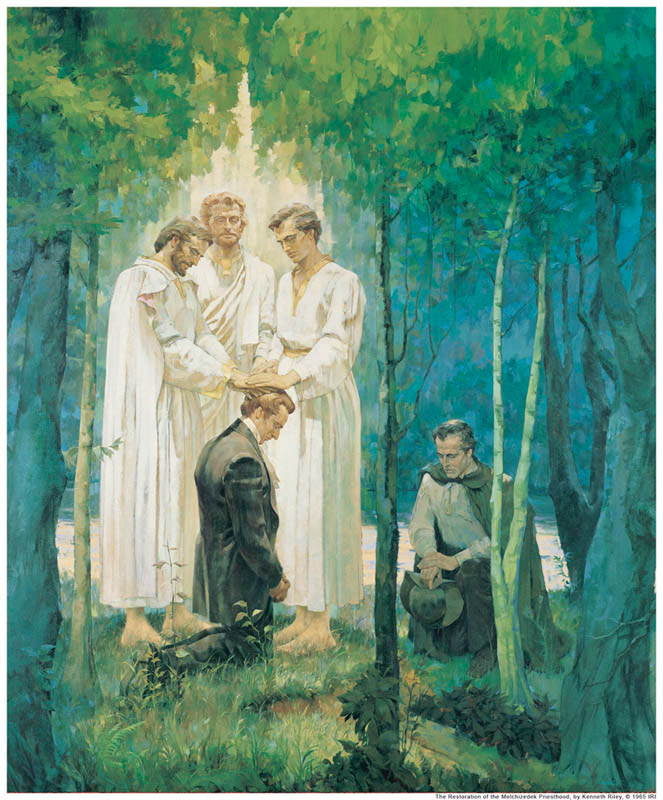 The Restoration of the Melchizedek Priesthood, by Kenneth Riley, © 1965 IRI